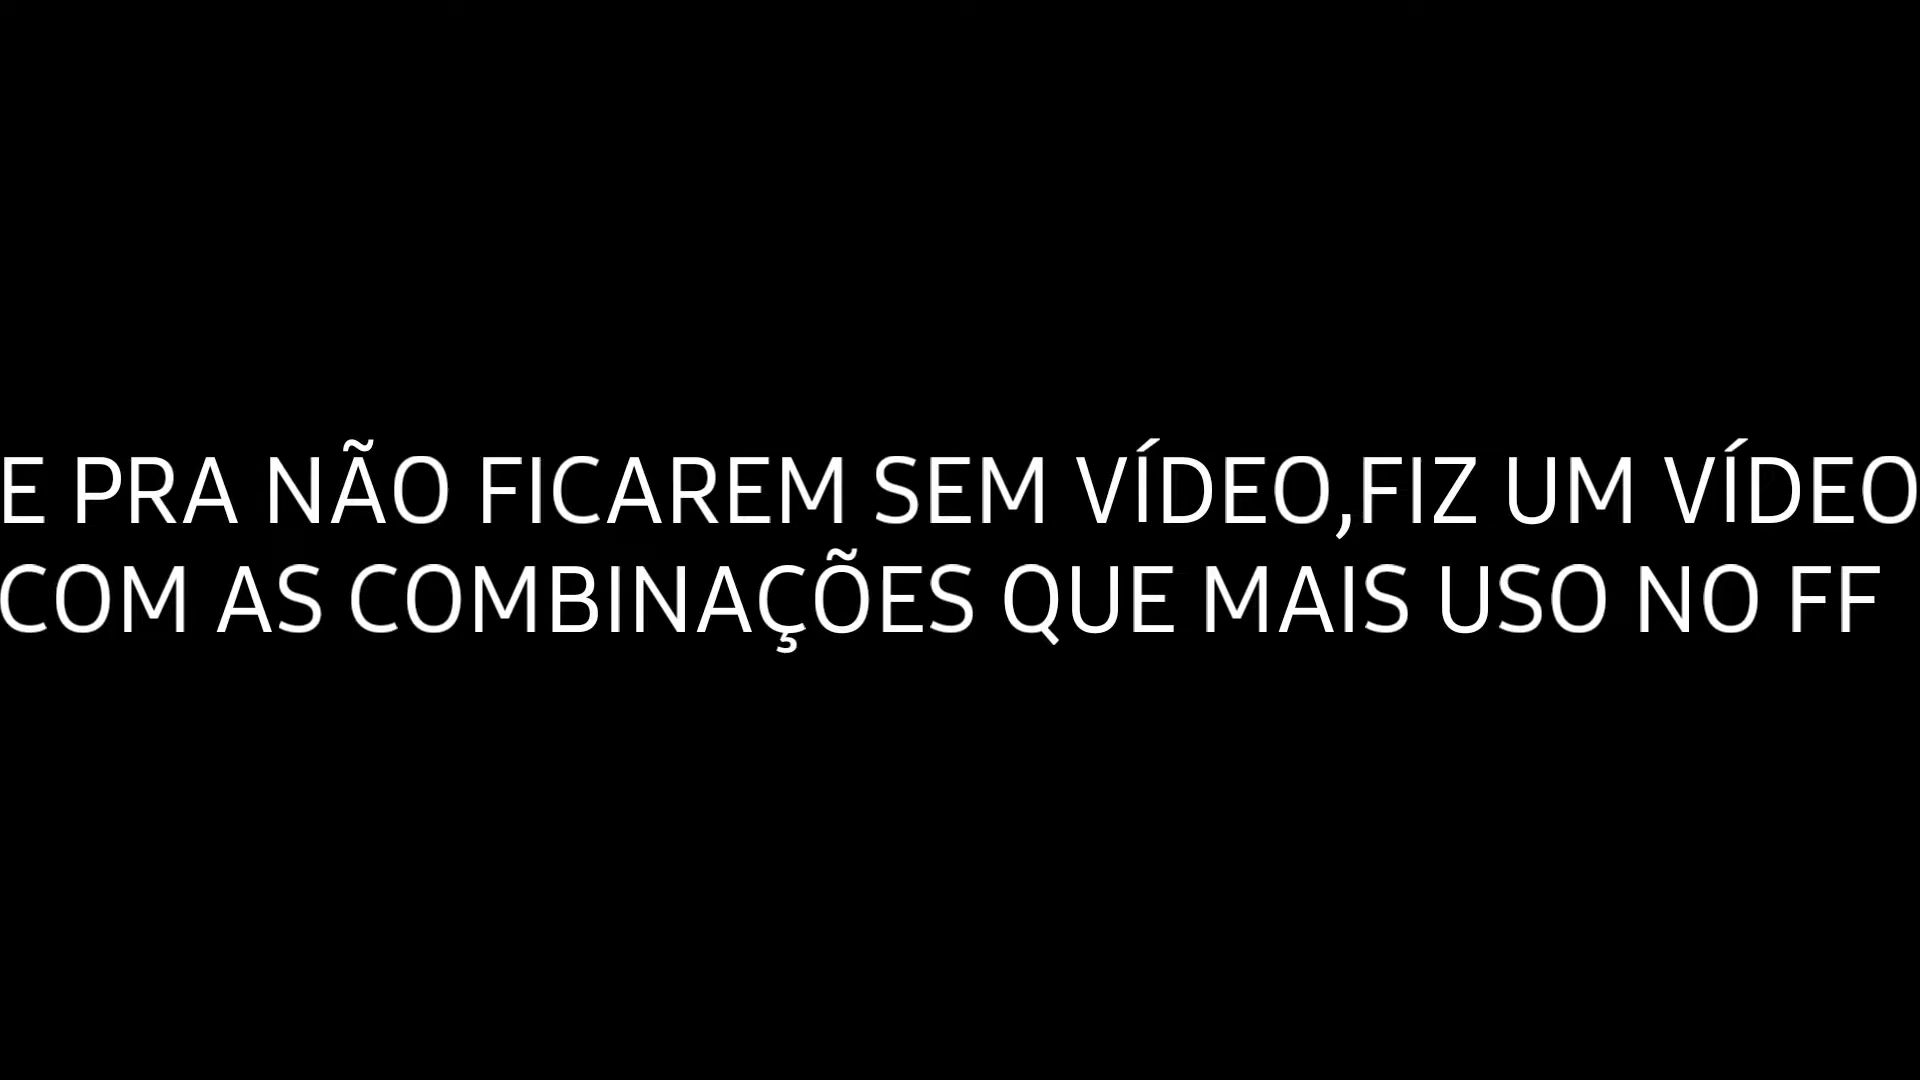 E PRA NÃO FICAREM SEM VÍDEO,FIZ UM VÍDEO
COM AS COMBINAÇÕES QUE MAIS USO NO FF